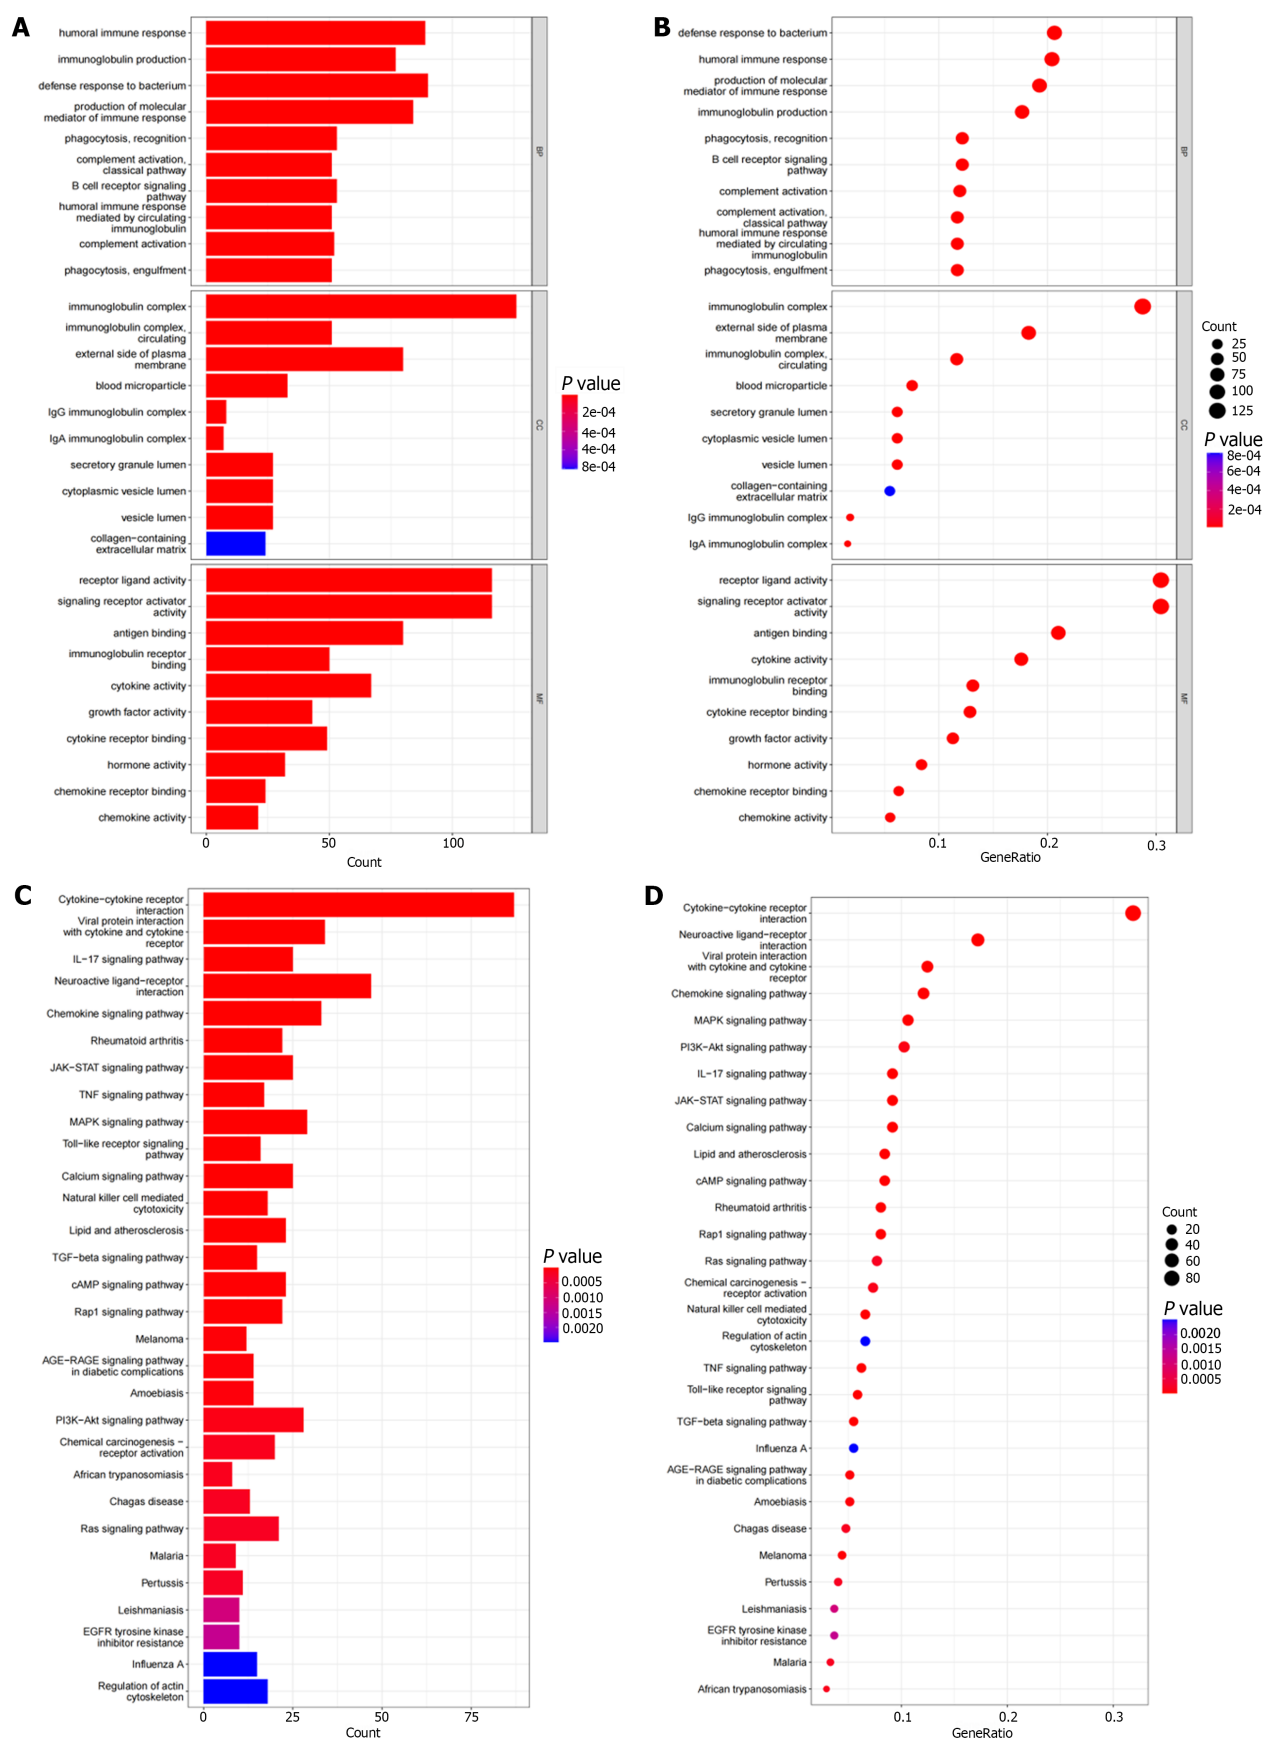 A
humoral immune response
immunoglobulin production
defense response to bacterium
production of molecular
mediator of immune response
phagocytosis, recognition
complement activation,
classical pathway
B cell receptor signaling
pathway
humoral immune response
mediated by circulating
immunoglobulin
complement activation
phagocytosis, engulfment
BP
immunoglobulin complex
immunoglobulin complex,
circulating
external side of plasma
membrane
blood microparticle
IgG immunoglobulin complex
IgA immunoglobulin complex
secretory granule lumen
cytoplasmic vesicle lumen
vesicle lumen
collagen−containing
extracellular matrix
CC
receptor ligand activity
signaling receptor activator
activity
antigen binding
immunoglobulin receptor
binding
cytokine activity
growth factor activity
cytokine receptor binding
hormone activity
chemokine receptor binding
chemokine activity
MF
0 50 100
Count
P value
2e-04
4e-04
4e-04
8e-04
B
defense response to bacterium
humoral immune response
production of molecular
mediator of immune response
immunoglobulin production
phagocytosis, recognition
B cell receptor signaling
pathway
complement activation
complement activation,
classical pathway
humoral immune response
mediated by circulating
immunoglobulin
phagocytosis, engulfment
BP
immunoglobulin complex
external side of plasma
membrane
immunoglobulin complex,
circulating
blood microparticle
secretory granule lumen
cytoplasmic vesicle lumen
vesicle lumen
collagen−containing
extracellular matrix
IgG immunoglobulin complex
IgA immunoglobulin complex
CC
receptor ligand activity
signaling receptor activator
activity
antigen binding
cytokine activity
immunoglobulin receptor
binding
cytokine receptor binding
growth factor activity
hormone activity
chemokine receptor binding
chemokine activity
MF
0.1 0.2 0.3
GeneRatio
Count
25
50
75
100
125
P value
8e-04
6e-04
4e-04
2e-04
C
Cytokine−cytokine receptor
interaction
Viral protein interaction
with cytokine and cytokine
receptor
IL−17 signaling pathway
Neuroactive ligand−receptor
interaction
Chemokine signaling pathway
Rheumatoid arthritis
JAK−STAT signaling pathway
TNF signaling pathway
MAPK signaling pathway
Toll−like receptor signaling
pathway
Calcium signaling pathway
Natural killer cell mediated
cytotoxicity
Lipid and atherosclerosis
TGF−beta signaling pathway
cAMP signaling pathway
Rap1 signaling pathway
Melanoma
AGE−RAGE signaling pathway
in diabetic complications
Amoebiasis
PI3K−Akt signaling pathway
Chemical carcinogenesis −
receptor activation
African trypanosomiasis
Chagas disease
Ras signaling pathway
Malaria
Pertussis
Leishmaniasis
EGFR tyrosine kinase
inhibitor resistance
Influenza A
Regulation of actin
cytoskeleton
0 25 50 75
Count
P value
0.0005
0.0010
0.0015
0.0020
D
Cytokine−cytokine receptor
interaction
Neuroactive ligand−receptor
interaction
Viral protein interaction
with cytokine and cytokine
receptor
Chemokine signaling pathway
MAPK signaling pathway
PI3K−Akt signaling pathway
IL−17 signaling pathway
JAK−STAT signaling pathway
Calcium signaling pathway
Lipid and atherosclerosis
cAMP signaling pathway
Rheumatoid arthritis
Rap1 signaling pathway
Ras signaling pathway
Chemical carcinogenesis −
receptor activation
Natural killer cell mediated
cytotoxicity
Regulation of actin
cytoskeleton
TNF signaling pathway
Toll−like receptor signaling
pathway
TGF−beta signaling pathway
Influenza A
AGE−RAGE signaling pathway
in diabetic complications
Amoebiasis
Chagas disease
Melanoma
Pertussis
Leishmaniasis
EGFR tyrosine kinase
inhibitor resistance
Malaria
African trypanosomiasis
0.1 0.2 0.3
GeneRatio
Count
20
40
60
80
P value
0.0020
0.0015
0.0010
0.0005